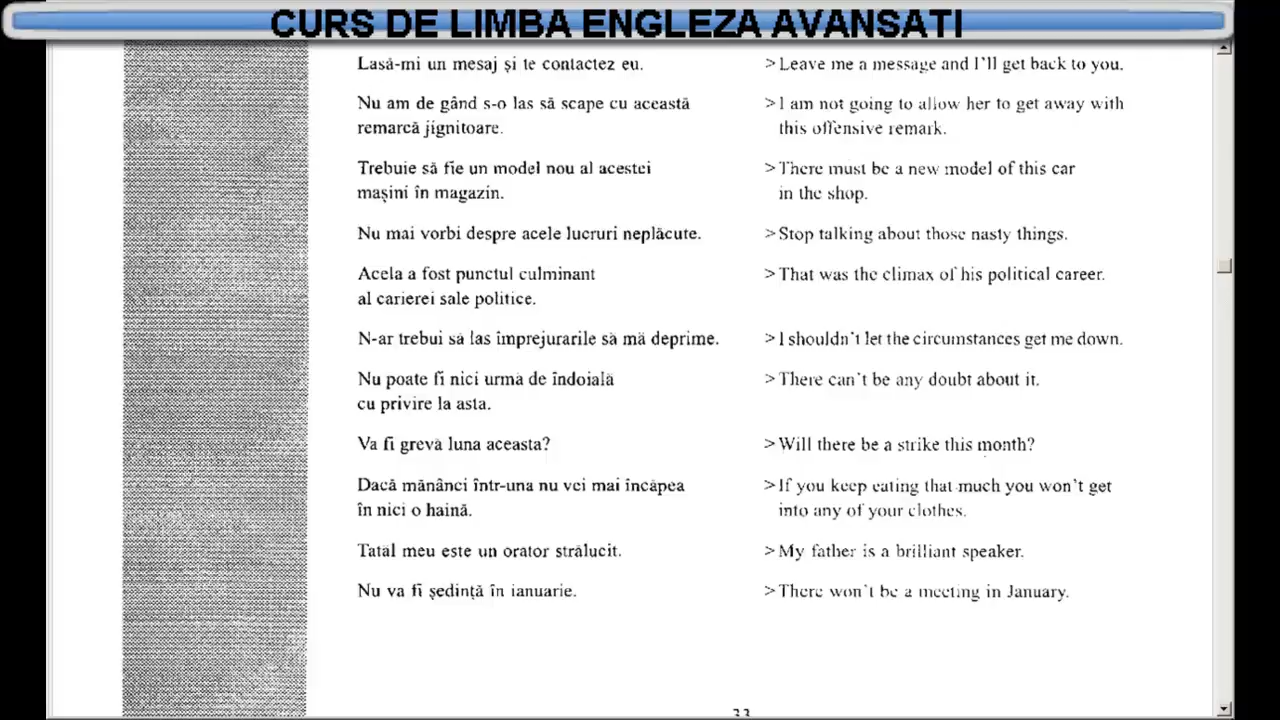 CURS DE LIMBA ENGLEZA AVANSATI
Lasă-mi un mesaj și te contactez eu.
>Leave me a message and I'll get back to you.
Nu am de gând s-o las să scape cu această
remarcă jignitoare.
>I am not going to allow her to get away with
this offensive remark.
Trebuie să fie un model nou al acestei
mașini în magazin.
>There must be a new model of this car
in the shop.
Nu mai vorbi despre acele lucruri neplăcute.
>Stop talking about those nasty things.
Acela a fost punctul culminant
al carierei sale politice.
>That was the climax of his political career.
N-ar trebui să las împrejurările să mă deprime.
>I shouldn't let the circumstances get me down.
Nu poate fi nici urmă de îndoială
cu privire la asta.
>There can't be any doubt about it.
Va fi grevă luna aceasta?
>Will there be a strike this month?
Dacă mănânci într-una nu vei mai încăpea
în nici o haină.
>If you keep eating that much you won't get
into any of your clothes.
Tatăl meu este un orator strălucit.
>My father is a brilliant speaker.
Nu va fi ședință în ianuarie.
>There won't be a meeting in January.
33